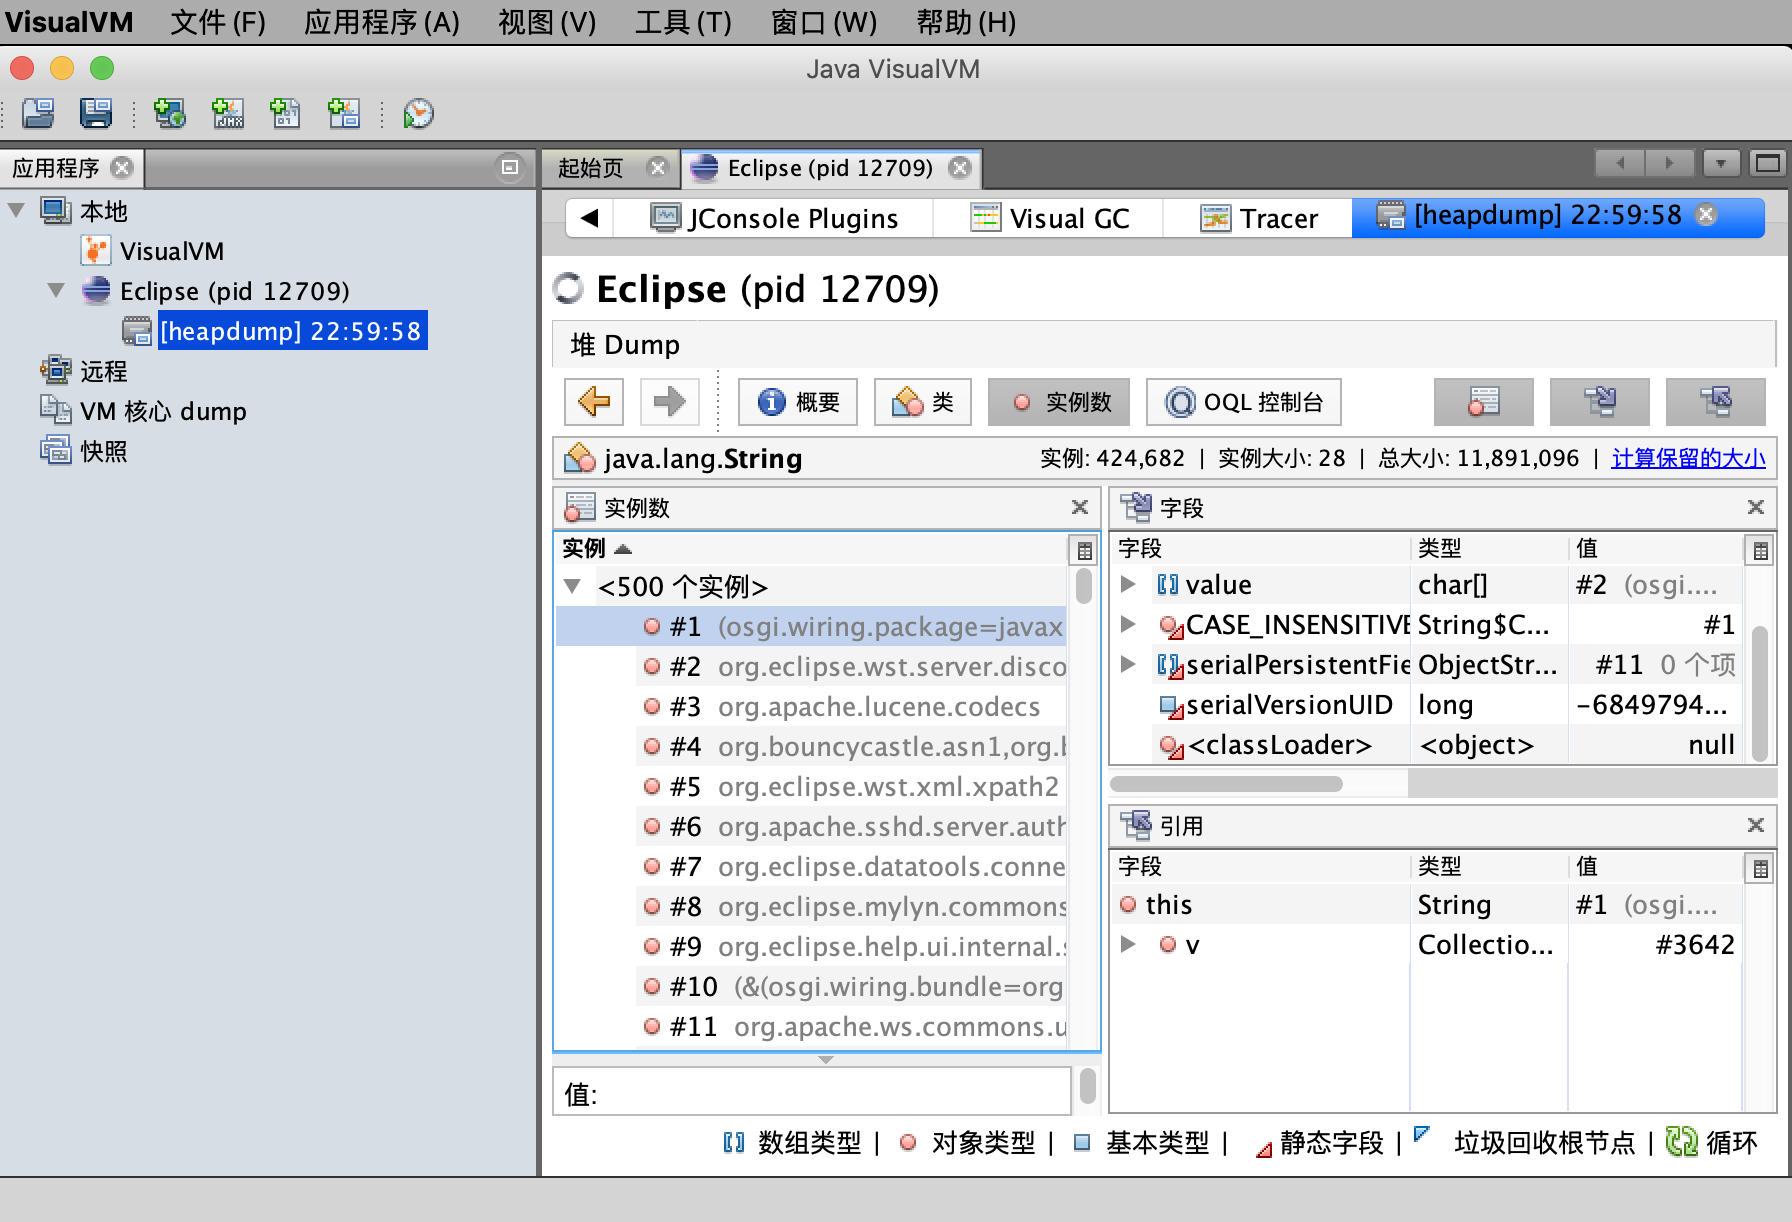 VisualVM 文件(F) 应用程序(A) 视图(V) 工具(T) 窗口(W) 帮助(H)
Java VisualVM
应用程序
本地
VisualVM
Eclipse (pid 12709)
[heapdump] 22:59:58
远程
VM 核心 dump
快照
起始页 Eclipse (pid 12709)
JConsole Plugins Visual GC Tracer [heapdump] 22:59:58
Eclipse (pid 12709)
堆 Dump
概要 类 实例数 OQL 控制台
java.lang.String 实例: 424,682 | 实例大小: 28 | 总大小: 11,891,096 | 计算保留的大小
实例数
实例
<500 个实例>
#1 (osgi.wiring.package=javax
#2 org.eclipse.wst.server.disco
#3 org.apache.lucene.codecs
#4 org.bouncycastle.asn1,org.b
#5 org.eclipse.wst.xml.xpath2
#6 org.apache.sshd.server.auth
#7 org.eclipse.datatools.conne
#8 org.eclipse.mylyn.commons
#9 org.eclipse.help.ui.internal.s
#10 (&(osgi.wiring.bundle=org
#11 org.apache.ws.commons.u
值:
字段
字段 类型 值
value char[] #2 (osgi....
CASE_INSENSITIVE String$C... #1
serialPersistentFie ObjectStr... #11 0 个项
serialVersionUID long -6849794...
<classLoader> <object> null
引用
字段 类型 值
this String #1 (osgi....
v Collectio... #3642
数组类型 | 对象类型 | 基本类型 | 静态字段 | 垃圾回收根节点 | 循环